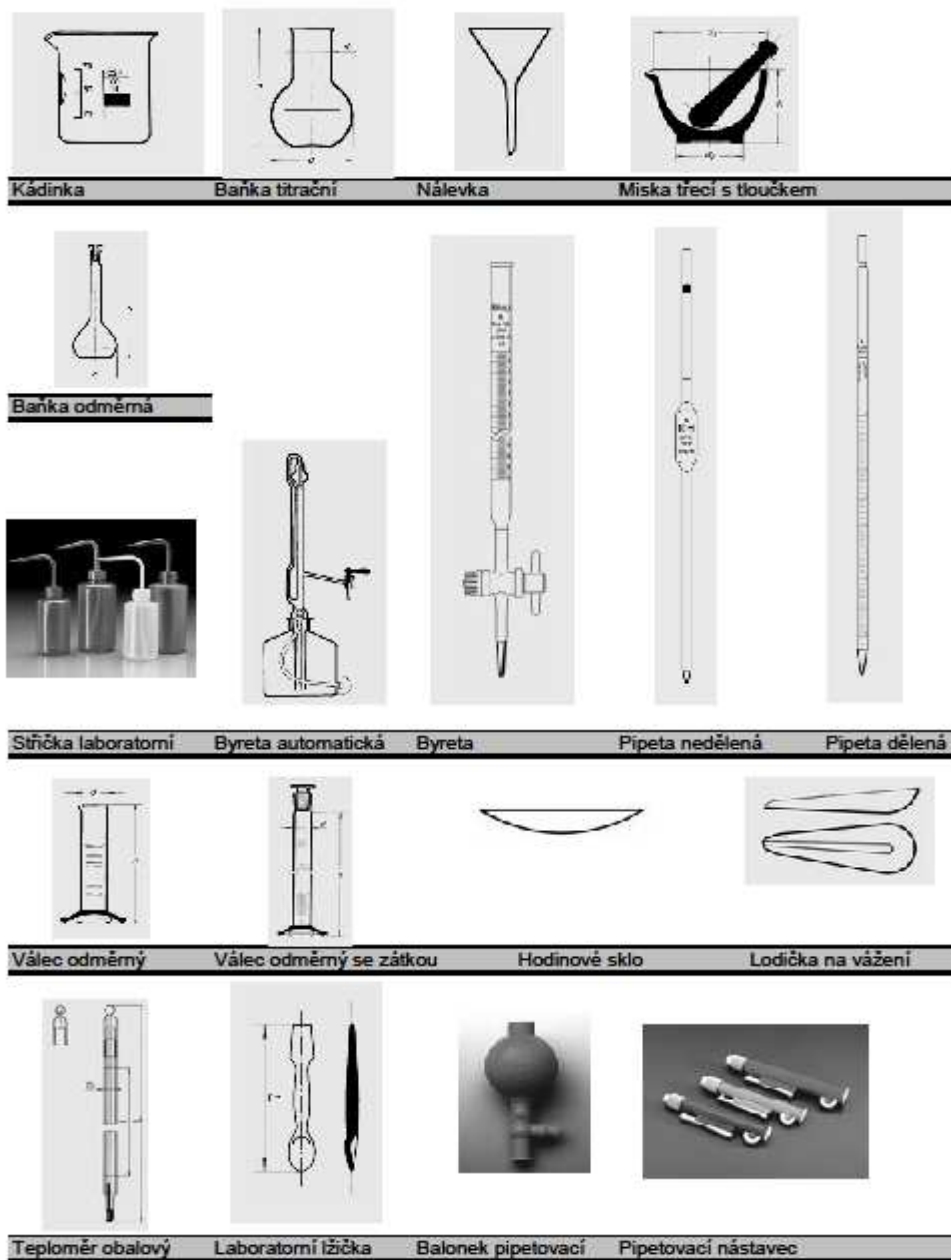 Kádinka Baňka titrační Nálevka Miska třecí s tloučkem
Baňka odměrná
Střička laboratorní Byreta automatická Byreta Pipeta nedělená Pipeta dělená
Válec odměrný Válec odměrný se zátkou Hodinové sklo Lodička na vážení
Teploměr obalový Laboratorní lžička Balonek pipetovací Pipetovací nástavec